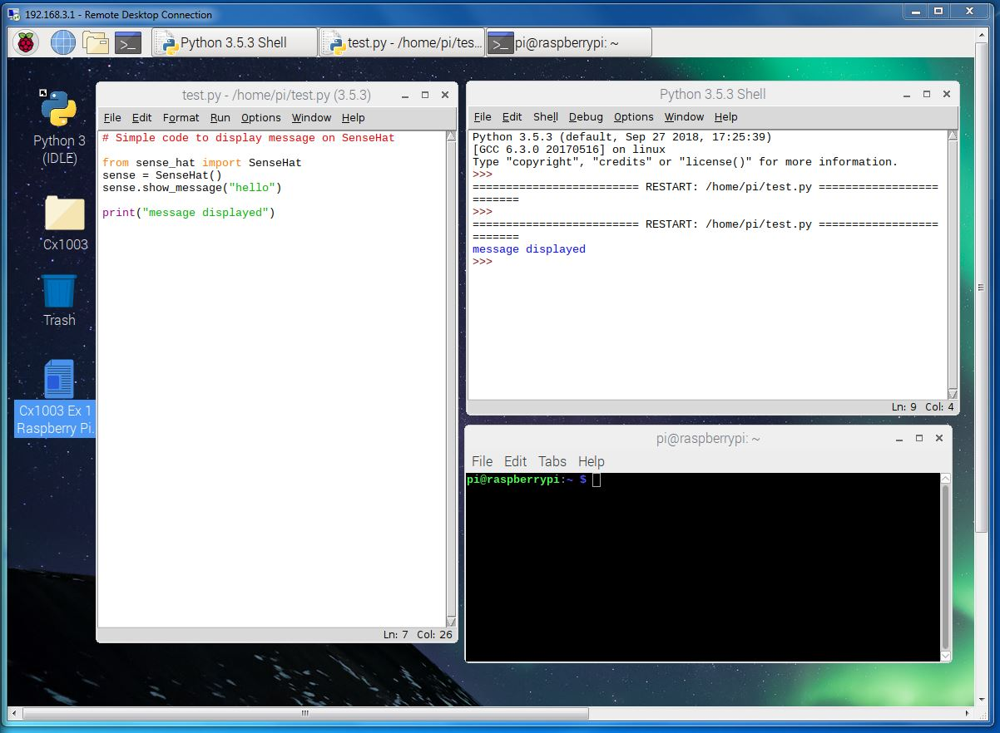 192.168.3.1 - Remote Desktop Connection
Python 3.5.3 Shell
test.py - /home/pi/tes...
pi@raspberrypi: ~
Python 3
(IDLE)
Cx1003
Trash
Cx1003 Ex 1
Raspberry Pi.
test.py - /home/pi/test.py (3.5.3)
File Edit Format Run Options Window Help
# Simple code to display message on SenseHat
from sense_hat import SenseHat
sense = SenseHat()
sense.show_message("hello")
print("message displayed")
Ln: 7 Col: 26
Python 3.5.3 Shell
File Edit Shell Debug Options Window Help
Python 3.5.3 (default, Sep 27 2018, 17:25:39)
[GCC 6.3.0 20170516] on linux
Type "copyright", "credits" or "license()" for more information.
>>>
========================= RESTART: /home/pi/test.py ==================
=======
>>>
========================= RESTART: /home/pi/test.py ==================
=======
message displayed
>>>
Ln: 9 Col: 4
pi@raspberrypi: ~
File Edit Tabs Help
pi@raspberrypi:~ $